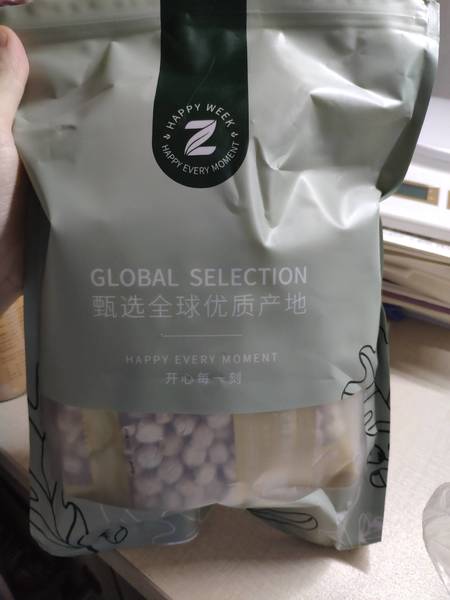 HAPPY WEEK
Z
HAPPY EVERY MOMENT
GLOBAL SELECTION
甄选全球优质产地
HAPPY EVERY MOMENT
开心每一刻